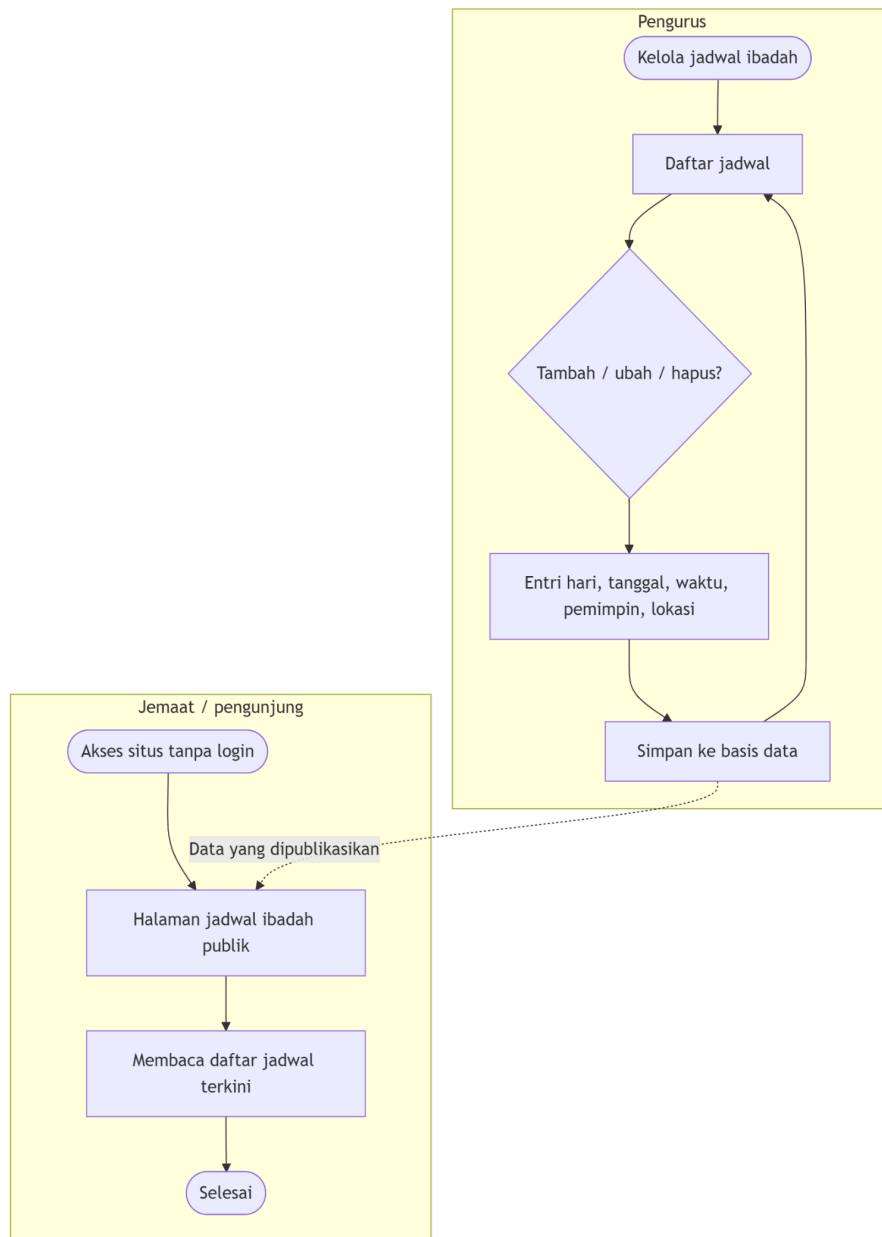 Pengurus
Kelola jadwal ibadah
Daftar jadwal
Tambah / ubah / hapus?
Entri hari, tanggal, waktu,
pemimpin, lokasi
Simpan ke basis data
Jemaat / pengunjung
Akses situs tanpa login
Data yang dipublikasikan
Halaman jadwal ibadah
publik
Membaca daftar jadwal
terkini
Selesai